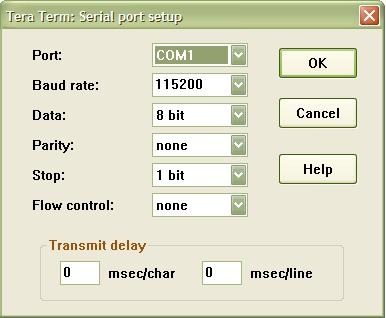 Tera Term: Serial port setup
Port: COM1 OK
Baud rate: 115200
Data: 8 bit Cancel
Parity: none
Stop: 1 bit Help
Flow control: none
Transmit delay
0 msec/char 0 msec/line